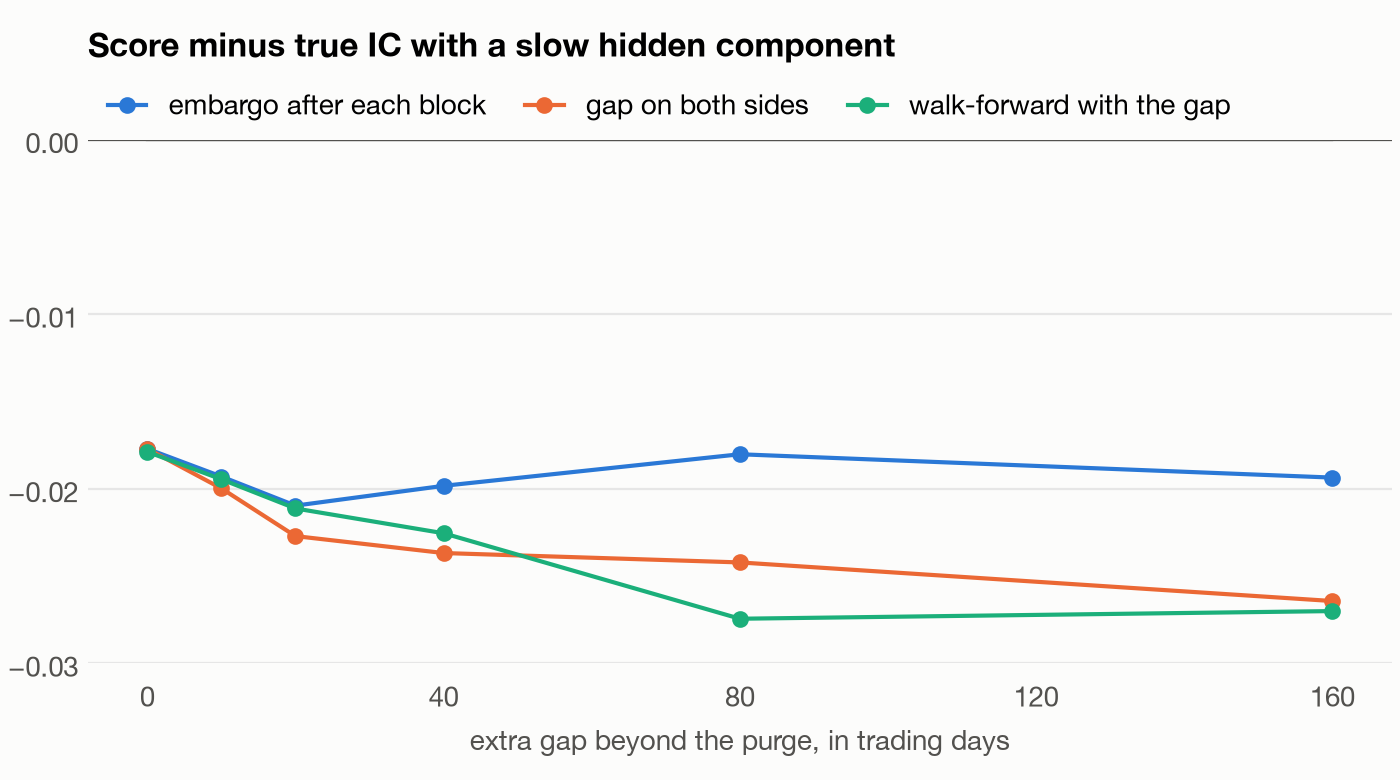 Score minus true IC with a slow hidden component
embargo after each block gap on both sides walk-forward with the gap
0.00
−0.01
−0.02
−0.03
0 40 80 120 160
extra gap beyond the purge, in trading days